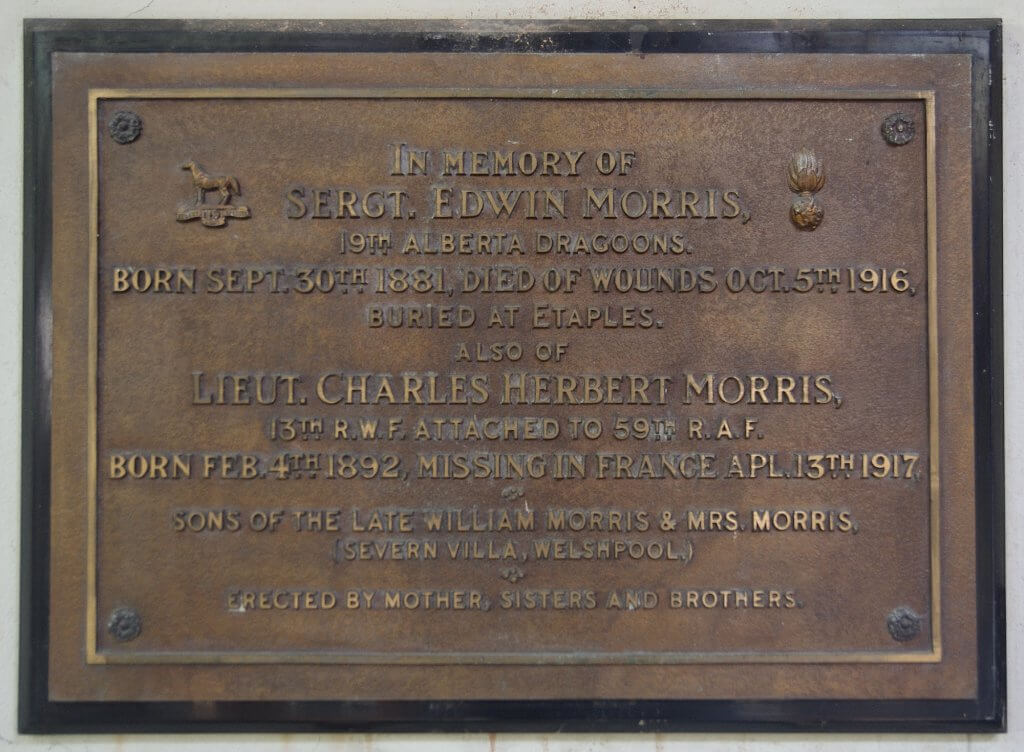 IN MEMORY OF
SERGT. EDWIN MORRIS,
19TH ALBERTA DRAGOONS.
BORN SEPT. 30TH 1881, DIED OF WOUNDS OCT. 5TH 1916,
BURIED AT ETAPLES.
ALSO OF
LIEUT. CHARLES HERBERT MORRIS,
13TH R.W.F. ATTACHED TO 59TH R.A.F.
BORN FEB. 4TH 1892, MISSING IN FRANCE APL. 13TH 1917,
SONS OF THE LATE WILLIAM MORRIS & MRS. MORRIS,
(SEVERN VILLA, WELSHPOOL.)
ERECTED BY MOTHER, SISTERS AND BROTHERS.